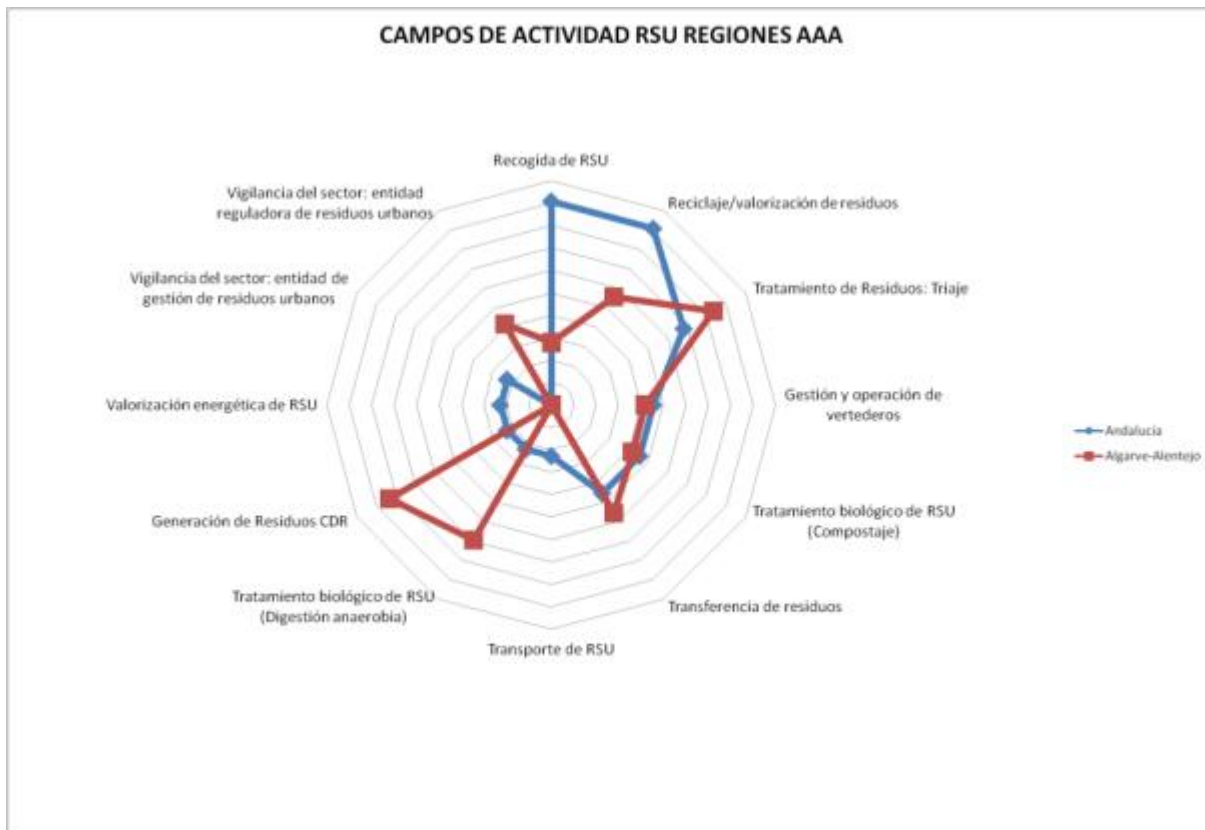 CAMPOS DE ACTIVIDAD RSU REGIONES AAA
Recogida de RSU
Reciclaje/valorización de residuos
Tratamiento de Residuos: Triaje
Gestión y operación de
vertederos
Tratamiento biológico de RSU
(Compostaje)
Transferencia de residuos
Transporte de RSU
Tratamiento biológico de RSU
(Digestión anaerobia)
Generación de Residuos CDR
Valorización energética de RSU
Vigilancia del sector: entidad de
gestión de residuos urbanos
Vigilancia del sector: entidad
reguladora de residuos urbanos
Andalucia
Algarve-Alentejo